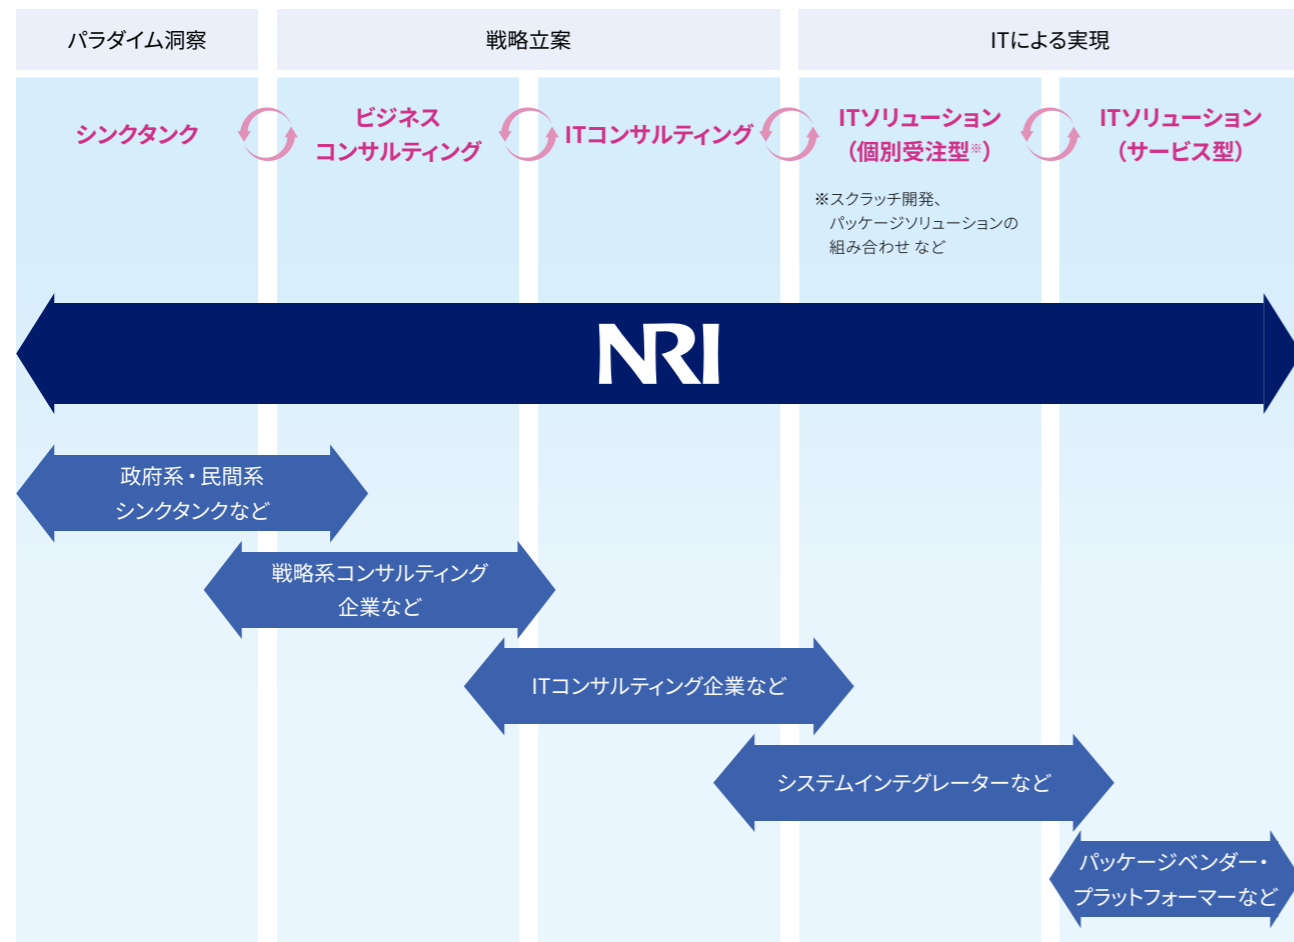 パラダイム洞察
戦略立案
ITによる実現
シンクタンク
ビジネス
コンサルティング
ITコンサルティング
ITソリューション
（個別受注型※）
ITソリューション
（サービス型）
※スクラッチ開発、
パッケージソリューションの
組み合わせ など
NRI
政府系・民間系
シンクタンクなど
戦略系コンサルティング
企業など
ITコンサルティング企業など
システムインテグレーターなど
パッケージベンダー・
プラットフォーマーなど